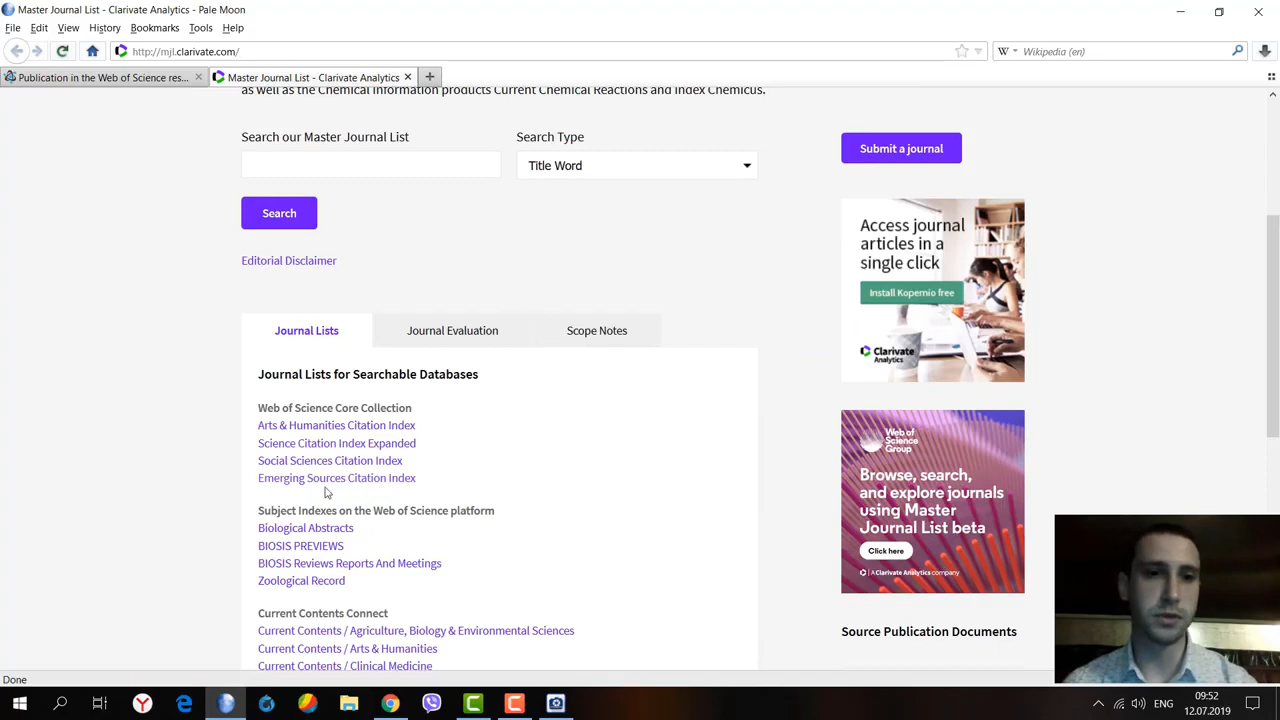 Master Journal List - Clarivate Analytics - Pale Moon
File Edit View History Bookmarks Tools Help
http://mjl.clarivate.com/
Wikipedia (en)
Publication in the Web of Science res...
Master Journal List - Clarivate Analytics
as well as the Chemical Information products Current Chemical Reactions and Index Chemicus.
Search our Master Journal List
Search Type
Title Word
Search
Editorial Disclaimer
Journal Lists
Journal Evaluation
Scope Notes
Journal Lists for Searchable Databases
Web of Science Core Collection
Arts & Humanities Citation Index
Science Citation Index Expanded
Social Sciences Citation Index
Emerging Sources Citation Index
Subject Indexes on the Web of Science platform
Biological Abstracts
BIOSIS PREVIEWS
BIOSIS Reviews Reports And Meetings
Zoological Record
Current Contents Connect
Current Contents / Agriculture, Biology & Environmental Sciences
Current Contents / Arts & Humanities
Current Contents / Clinical Medicine
Submit a journal
Access journal
articles in a
single click
Install Kopernio free
Clarivate
Analytics
Web of
Science
Group
Browse, search,
and explore journals
using Master
Journal List beta
Click here
A Clarivate Analytics company
Source Publication Documents
Done
ENG
09:52
12.07.2019